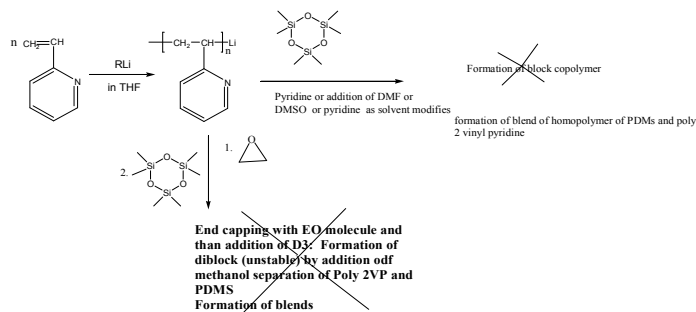 n CH2=CH
N
RLi
in THF
CH2-CH Li
n
N
O
Si Si
O O
Si
Pyridine or addition of DMF or
DMSO or pyridine as solvent modifies
Formation of block copolymer
formation of blend of homopolymer of PDMs and poly
2 vinyl pyridine
1.
O
2.
O
Si Si
O O
Si
End capping with EO molecule and
than addition of D3: Formation of
diblock (unstable) by addition odf
methanol separation of Poly 2VP and
PDMS
Formation of blends